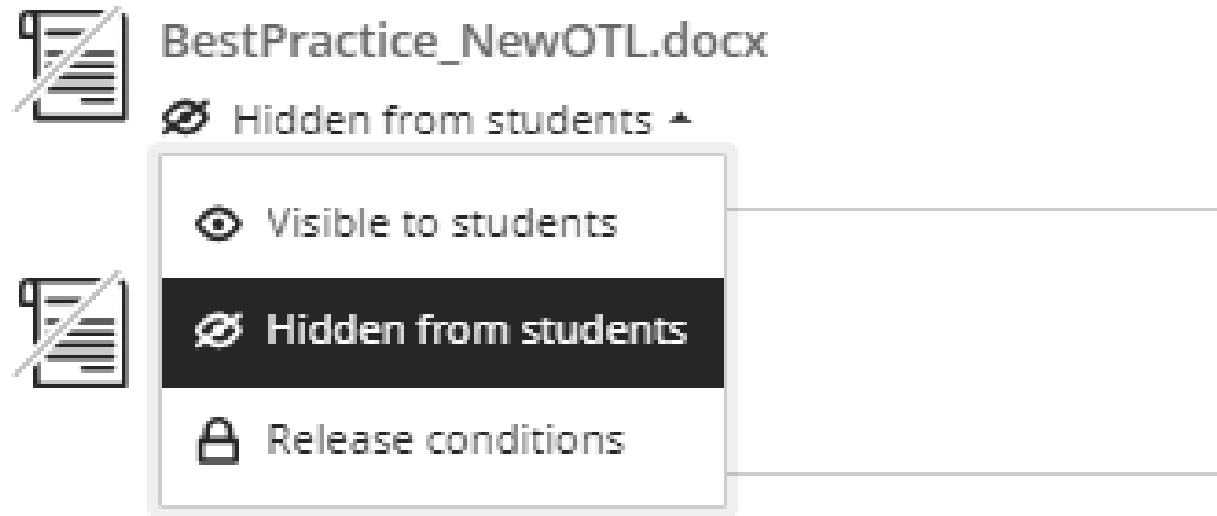 BestPractice_NewOTL.docx
Hidden from students
Visible to students
Hidden from students
Release conditions